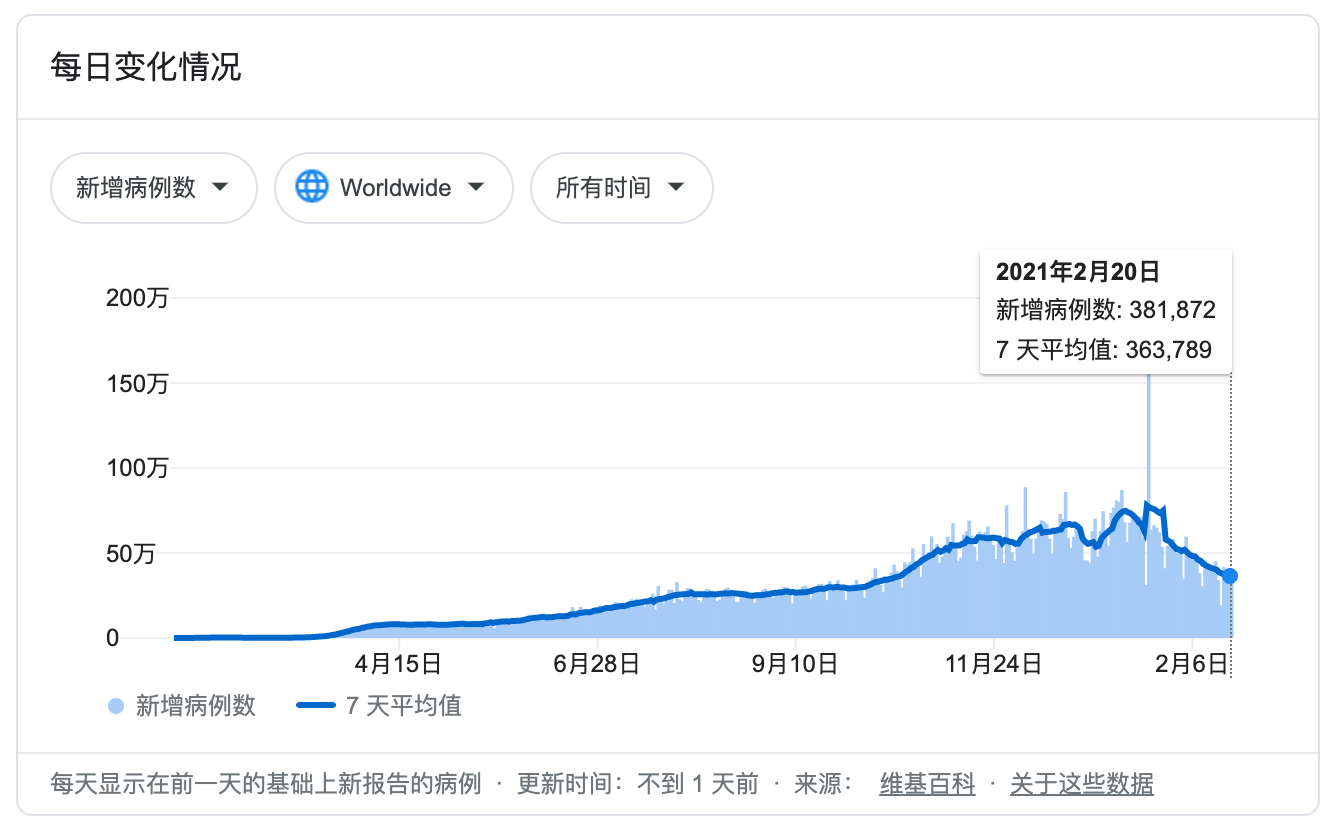 每日变化情况
新增病例数 Worldwide 所有时间
2021年2月20日
新增病例数: 381,872
7 天平均值: 363,789
200万
150万
100万
50万
0
4月15日 6月28日 9月10日 11月24日 2月6日
新增病例数 7 天平均值
每天显示在前一天的基础上新报告的病例 · 更新时间：不到 1 天前 · 来源： 维基百科 · 关于这些数据